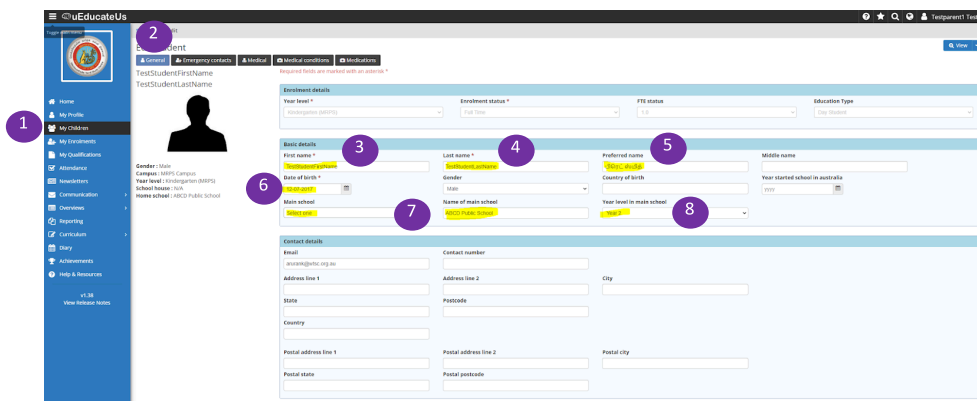 uEducateUs
Testparent1 Test
Toggle
2
dent
View
General
Emergency contacts
Medical
Medical conditions
Medications
TestStudentFirstName
TestStudentLastName
Required fields are marked with an asterisk *
Enrolment details
Year level *
Enrolment status *
FTE status
Education Type
Kindergarten (MRPS)
Full Time
1.0
Day Student
Home
My Profile
1
My Children
My Enrolments
My Qualifications
Attendance
Newsletters
Communication
Overviews
Reporting
Curriculum
Diary
Achievements
Help & Resources
v1.38
View Release Notes
Gender : Male
Campus : MRPS Campus
Year level : Kindergarten (MRPS)
School house : N/A
Home school : ABCD Public School
Basic details
3
4
5
First name *
Last name *
Preferred name
Middle name
TestStudentFirstName
TestStudentLastName
6
Date of birth *
Gender
Country of birth
Year started school in australia
12-07-2017
Male
yyyy
7
8
Main school
Name of main school
Year level in main school
Select one
ABCD Public School
Contact details
Email
Contact number
Address line 1
Address line 2
City
State
Postcode
Country
Postal address line 1
Postal address line 2
Postal city
Postal state
Postal postcode